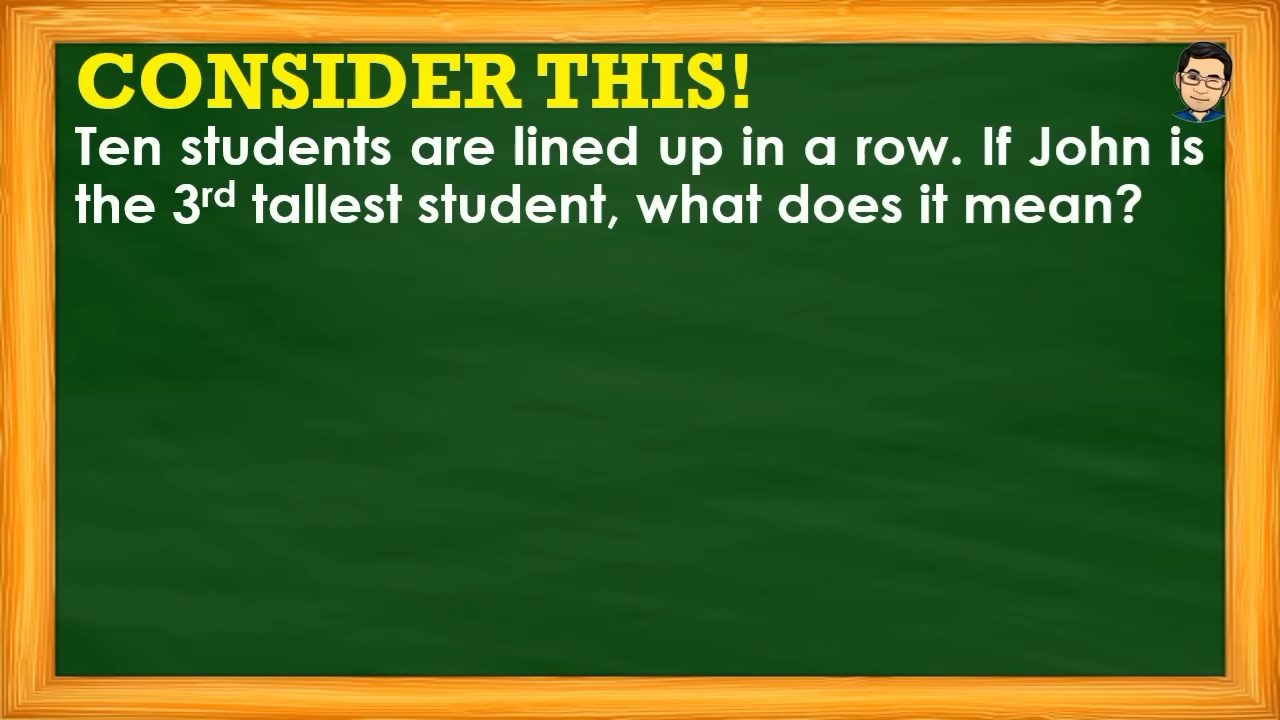 CONSIDER THIS!
Ten students are lined up in a row. If John is
the 3rd tallest student, what does it mean?